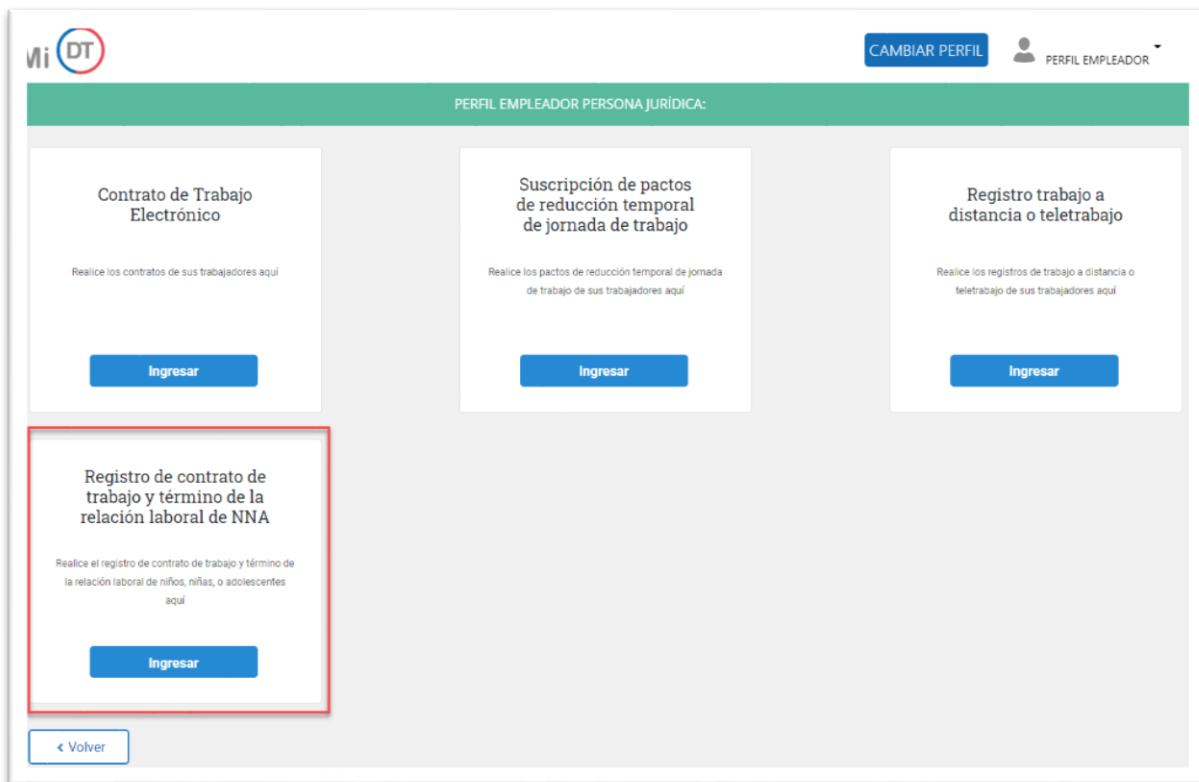 Mi DT
CAMBIAR PERFIL
PERFIL EMPLEADOR
PERFIL EMPLEADOR PERSONA JURÍDICA:
Contrato de Trabajo
Electrónico
Realice los contratos de sus trabajadores aquí
Ingresar
Suscripción de pactos
de reducción temporal
de jornada de trabajo
Realice los pactos de reducción temporal de jornada
de trabajo de sus trabajadores aquí
Ingresar
Registro trabajo a
distancia o teletrabajo
Realice los registros de trabajo a distancia o
teletrabajo de sus trabajadores aquí
Ingresar
Registro de contrato de
trabajo y término de la
relación laboral de NNA
Realice el registro de contrato de trabajo y término de
la relación laboral de niños, niñas, o adolescentes
aquí
Ingresar
< Volver